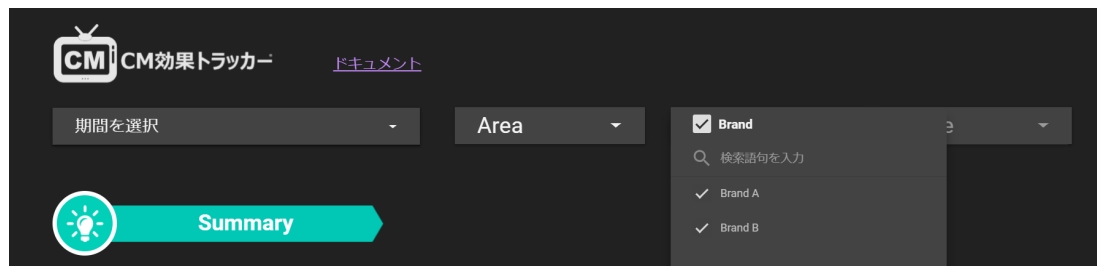 CM CM効果トラッカー
ドキュメント
期間を選択
Area
Brand
e
検索語句を入力
Brand A
Brand B
Summary